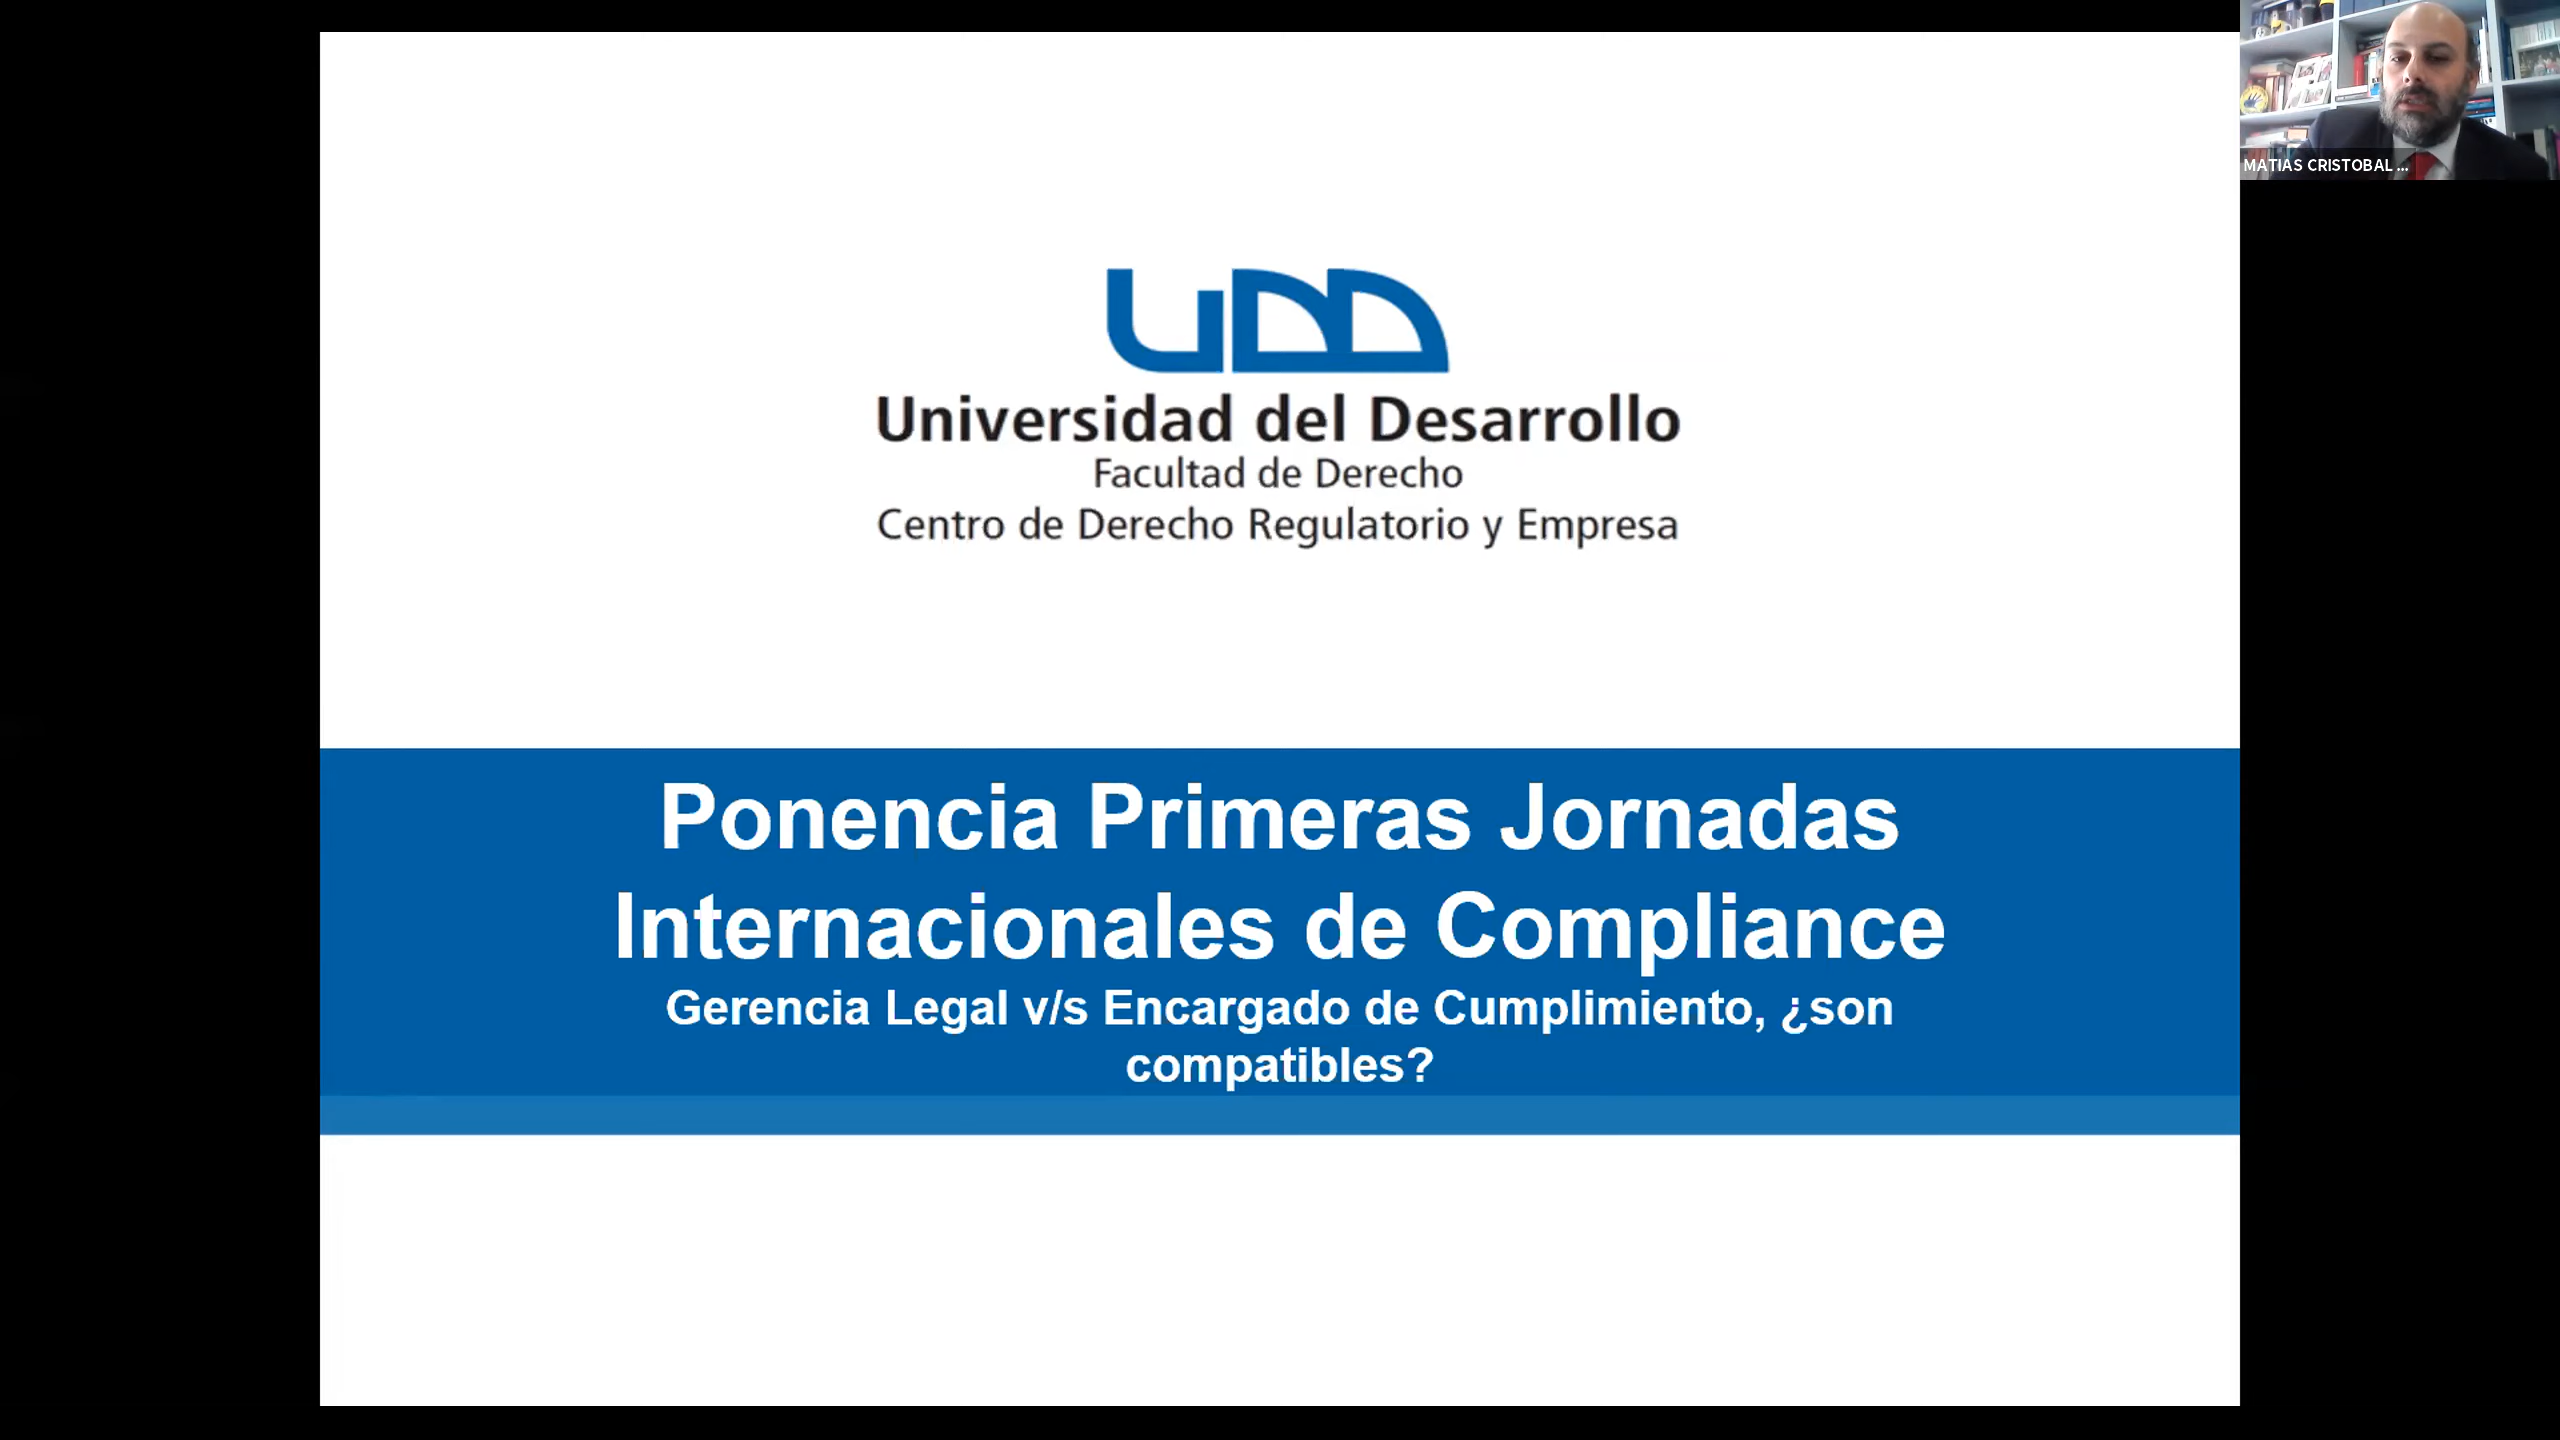 UDD
Universidad del Desarrollo
Facultad de Derecho
Centro de Derecho Regulatorio y Empresa
Ponencia Primeras Jornadas
Internacionales de Compliance
Gerencia Legal v/s Encargado de Cumplimiento, ¿son
compatibles?
MATIAS CRISTOBAL ...